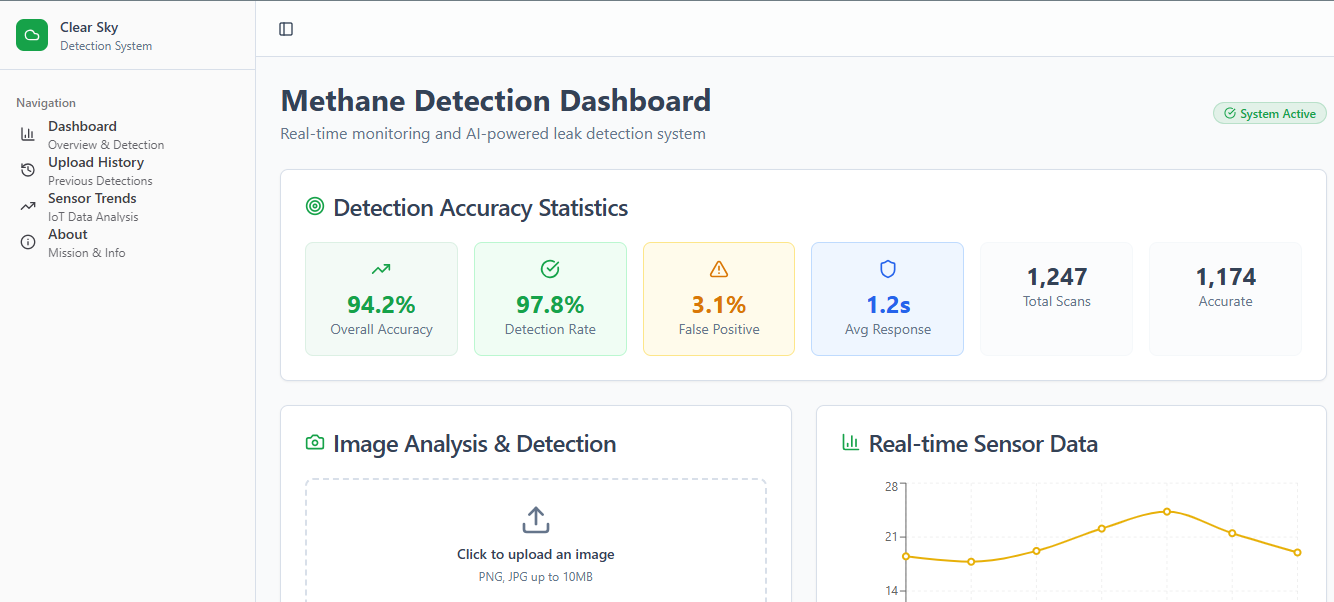 Clear Sky
Detection System
Navigation
Dashboard
Overview & Detection
Upload History
Previous Detections
Sensor Trends
IoT Data Analysis
About
Mission & Info
Methane Detection Dashboard
Real-time monitoring and AI-powered leak detection system
System Active
Detection Accuracy Statistics
94.2%
Overall Accuracy
97.8%
Detection Rate
3.1%
False Positive
1.2s
Avg Response
1,247
Total Scans
1,174
Accurate
Image Analysis & Detection
Click to upload an image
PNG, JPG up to 10MB
Real-time Sensor Data
28
21
14